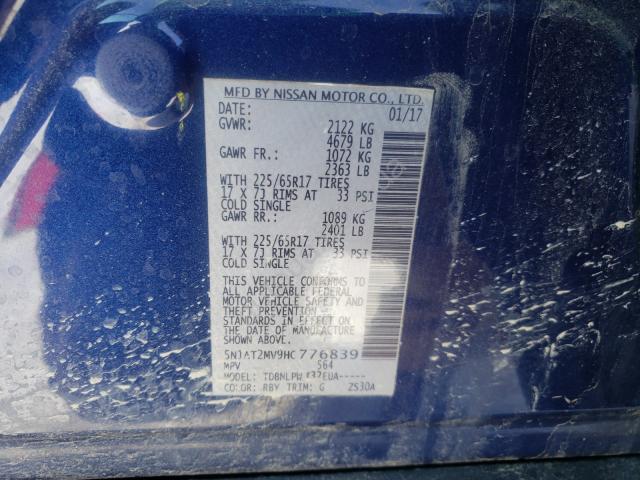 MFD BY NISSAN MOTOR CO., LTD.
DATE: 01/17
GVWR: 2122 KG
4679 LB
GAWR FR.: 1072 KG
2363 LB
WITH 225/65R17 TIRES
17 X 7J RIMS AT 33 PSI
COLD SINGLE
GAWR RR.: 1089 KG
2401 LB
WITH 225/65R17 TIRES
17 X 7J RIMS AT 33 PSI
COLD SINGLE
THIS VEHICLE CONFORMS TO
ALL APPLICABLE FEDERAL
MOTOR VEHICLE SAFETY AND
THEFT PREVENTION
STANDARDS IN EFFECT ON
THE DATE OF MANUFACTURE
SHOWN ABOVE.
5N1AT2MV9HC776839
MPV 564
MODEL:
COLOR: RBY TRIM: G ZS30A